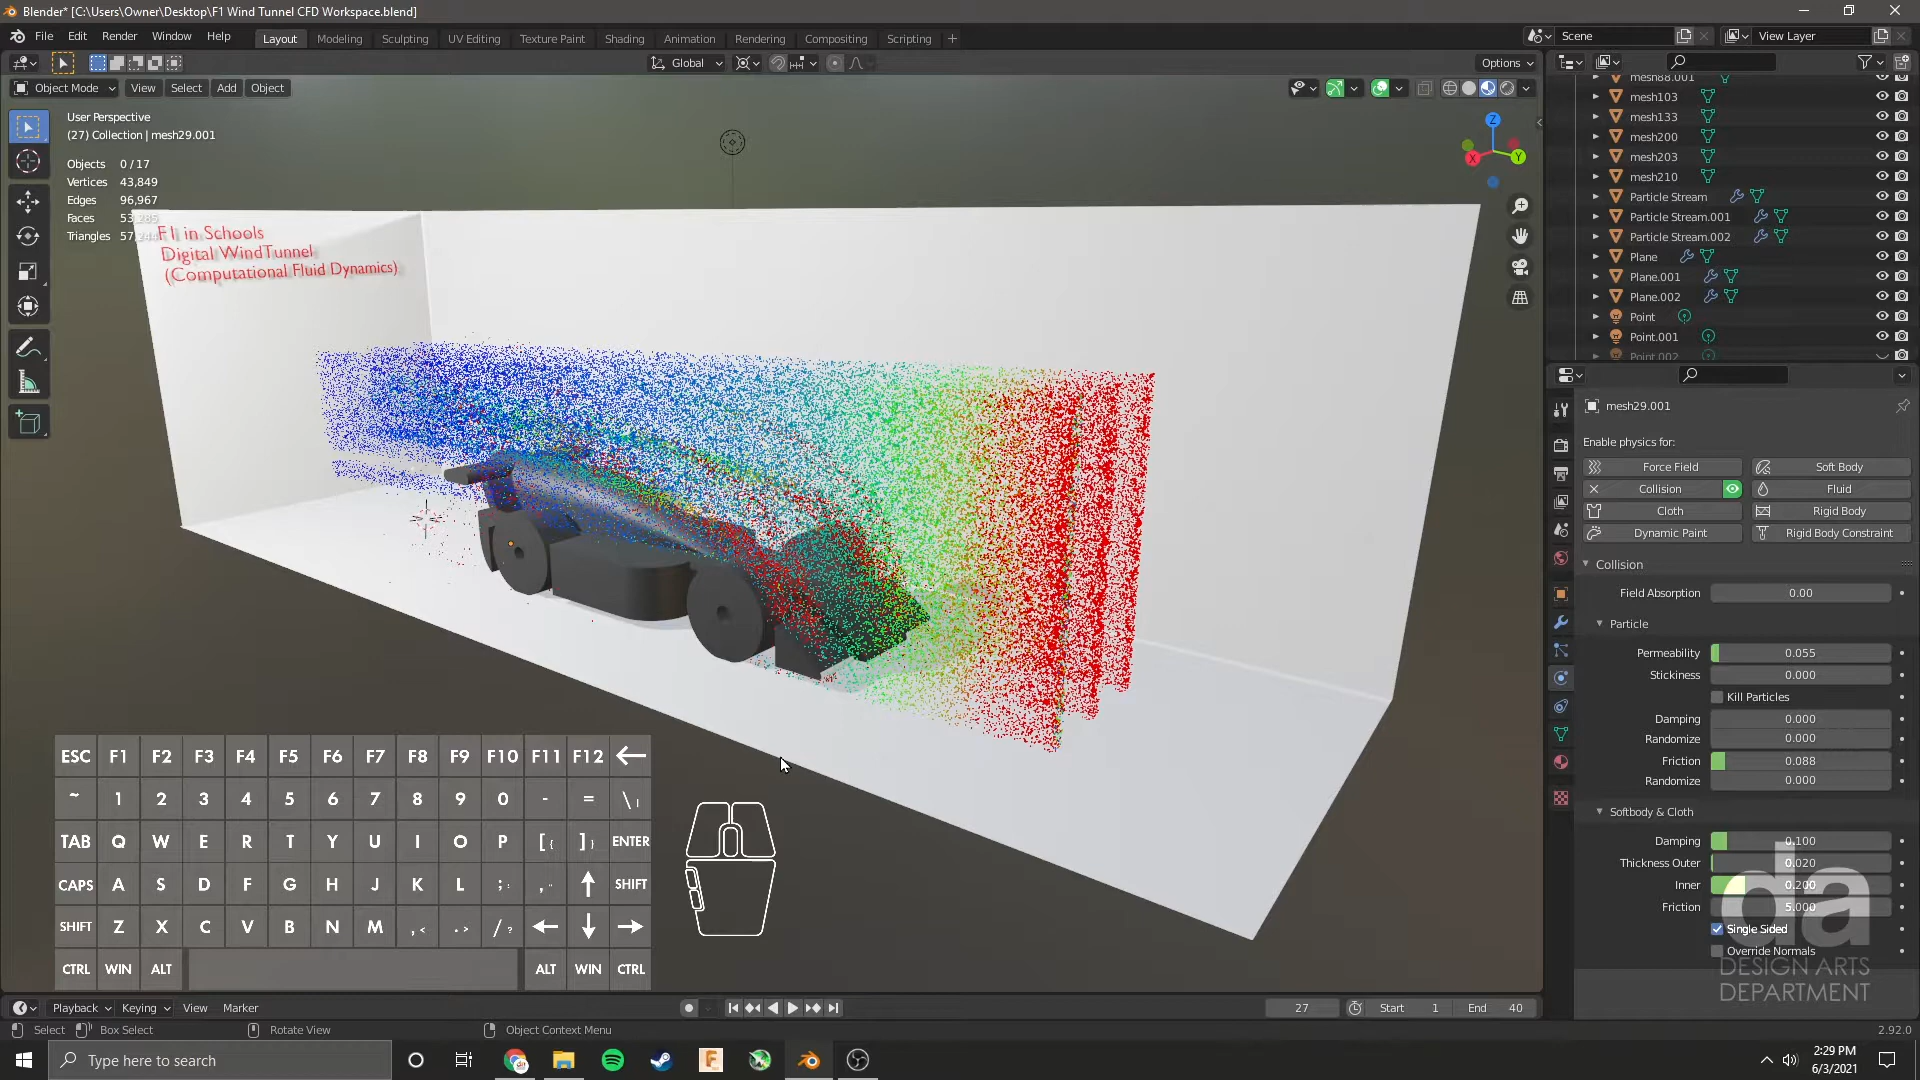 Blender* [C:\Users\Owner\Desktop\F1 Wind Tunnel CFD Workspace.blend]
File Edit Render Window Help
Layout Modeling Sculpting UV Editing Texture Paint Shading Animation Rendering Compositing Scripting +
Scene
View Layer
Global
Options
Object Mode View Select Add Object
User Perspective
(27) Collection | mesh29.001
Objects 0 / 17
Vertices 43,849
Edges 96,967
Faces 53,285
Triangles 57,244
F1 in Schools
Digital WindTunnel
(Computational Fluid Dynamics)
Z
X
Y
mesh88.001
mesh103
mesh133
mesh200
mesh203
mesh210
Particle Stream
Particle Stream.001
Particle Stream.002
Plane
Plane.001
Plane.002
Point
Point.001
Point.002
mesh29.001
Enable physics for:
Force Field Soft Body
Collision Fluid
Cloth Rigid Body
Dynamic Paint Rigid Body Constraint
Collision
Field Absorption 0.00
Particle
Permeability 0.055
Stickiness 0.000
Kill Particles
Damping 0.000
Randomize 0.000
Friction 0.088
Randomize 0.000
Softbody & Cloth
Damping 0.100
Thickness Outer 0.020
Inner 0.200
Friction 5.000
Single Sided
Override Normals
da
DESIGN ARTS
DEPARTMENT
ESC F1 F2 F3 F4 F5 F6 F7 F8 F9 F10 F11 F12 ←
~ 1 2 3 4 5 6 7 8 9 0 - = \ |
TAB Q W E R T Y U I O P [ { ] } ENTER
CAPS A S D F G H J K L ; : , " ↑ SHIFT
SHIFT Z X C V B N M , < . > / ? ← ↓ →
CTRL WIN ALT ALT WIN CTRL
Playback Keying View Marker
27 Start 1 End 40
Select Box Select Rotate View Object Context Menu 2.92.0
Type here to search
2:29 PM
6/3/2021